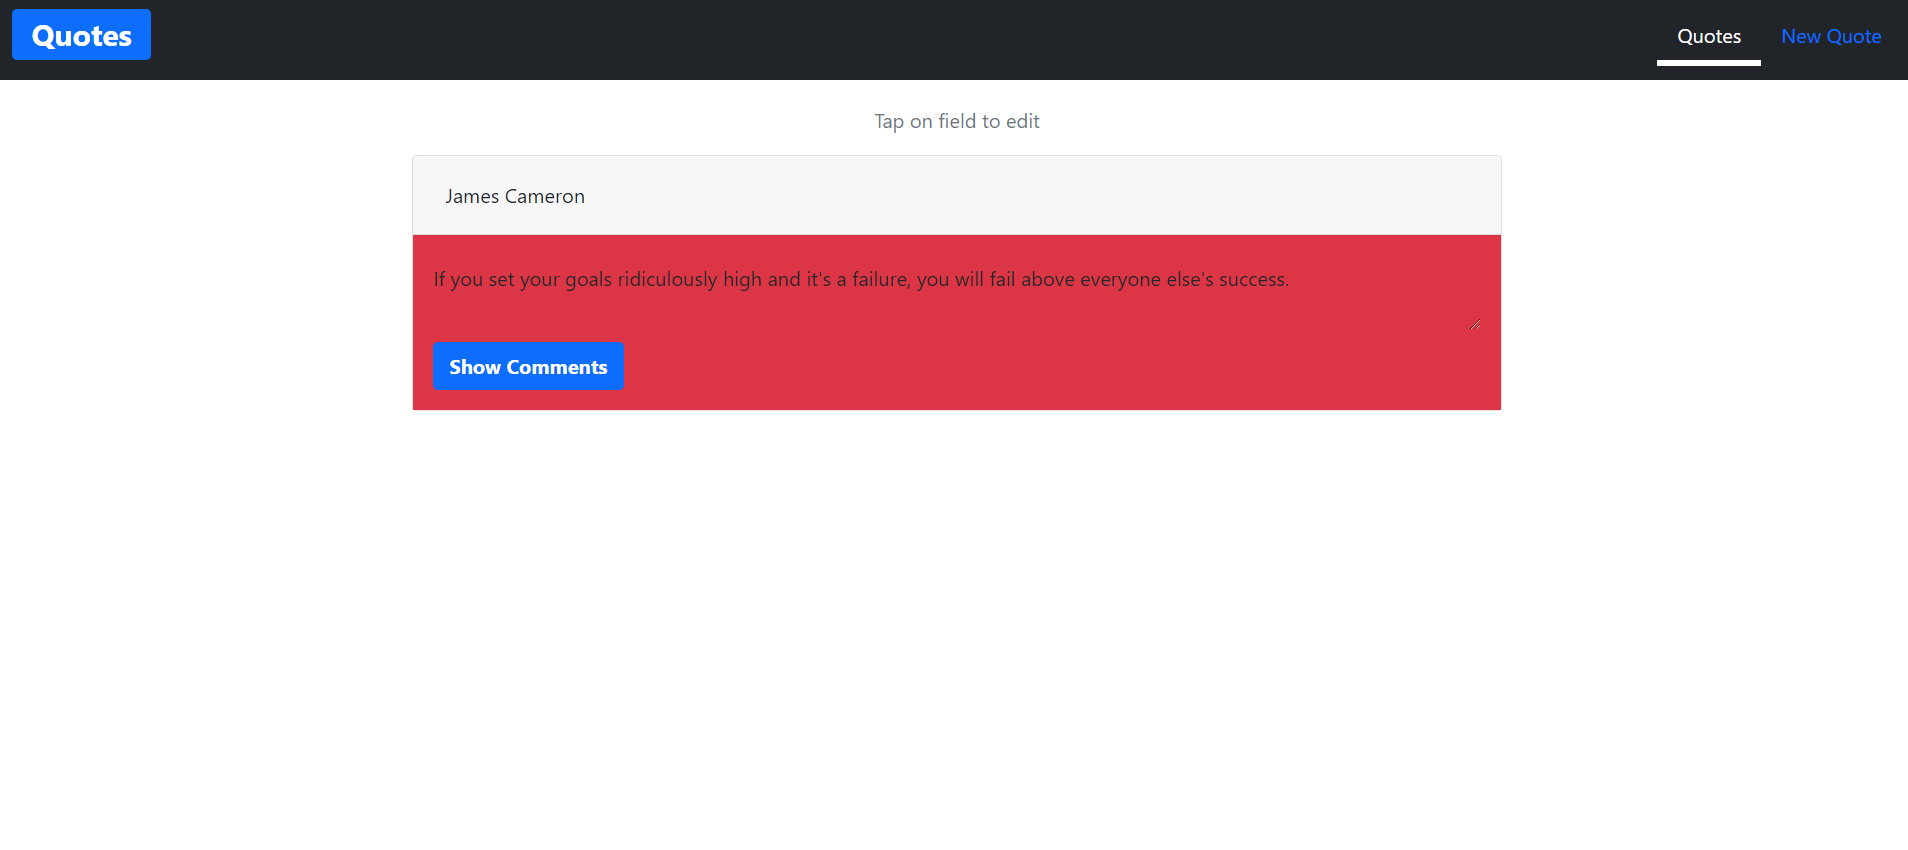 Quotes
Quotes New Quote
Tap on field to edit
James Cameron
If you set your goals ridiculously high and it's a failure, you will fail above everyone else's success.
Show Comments